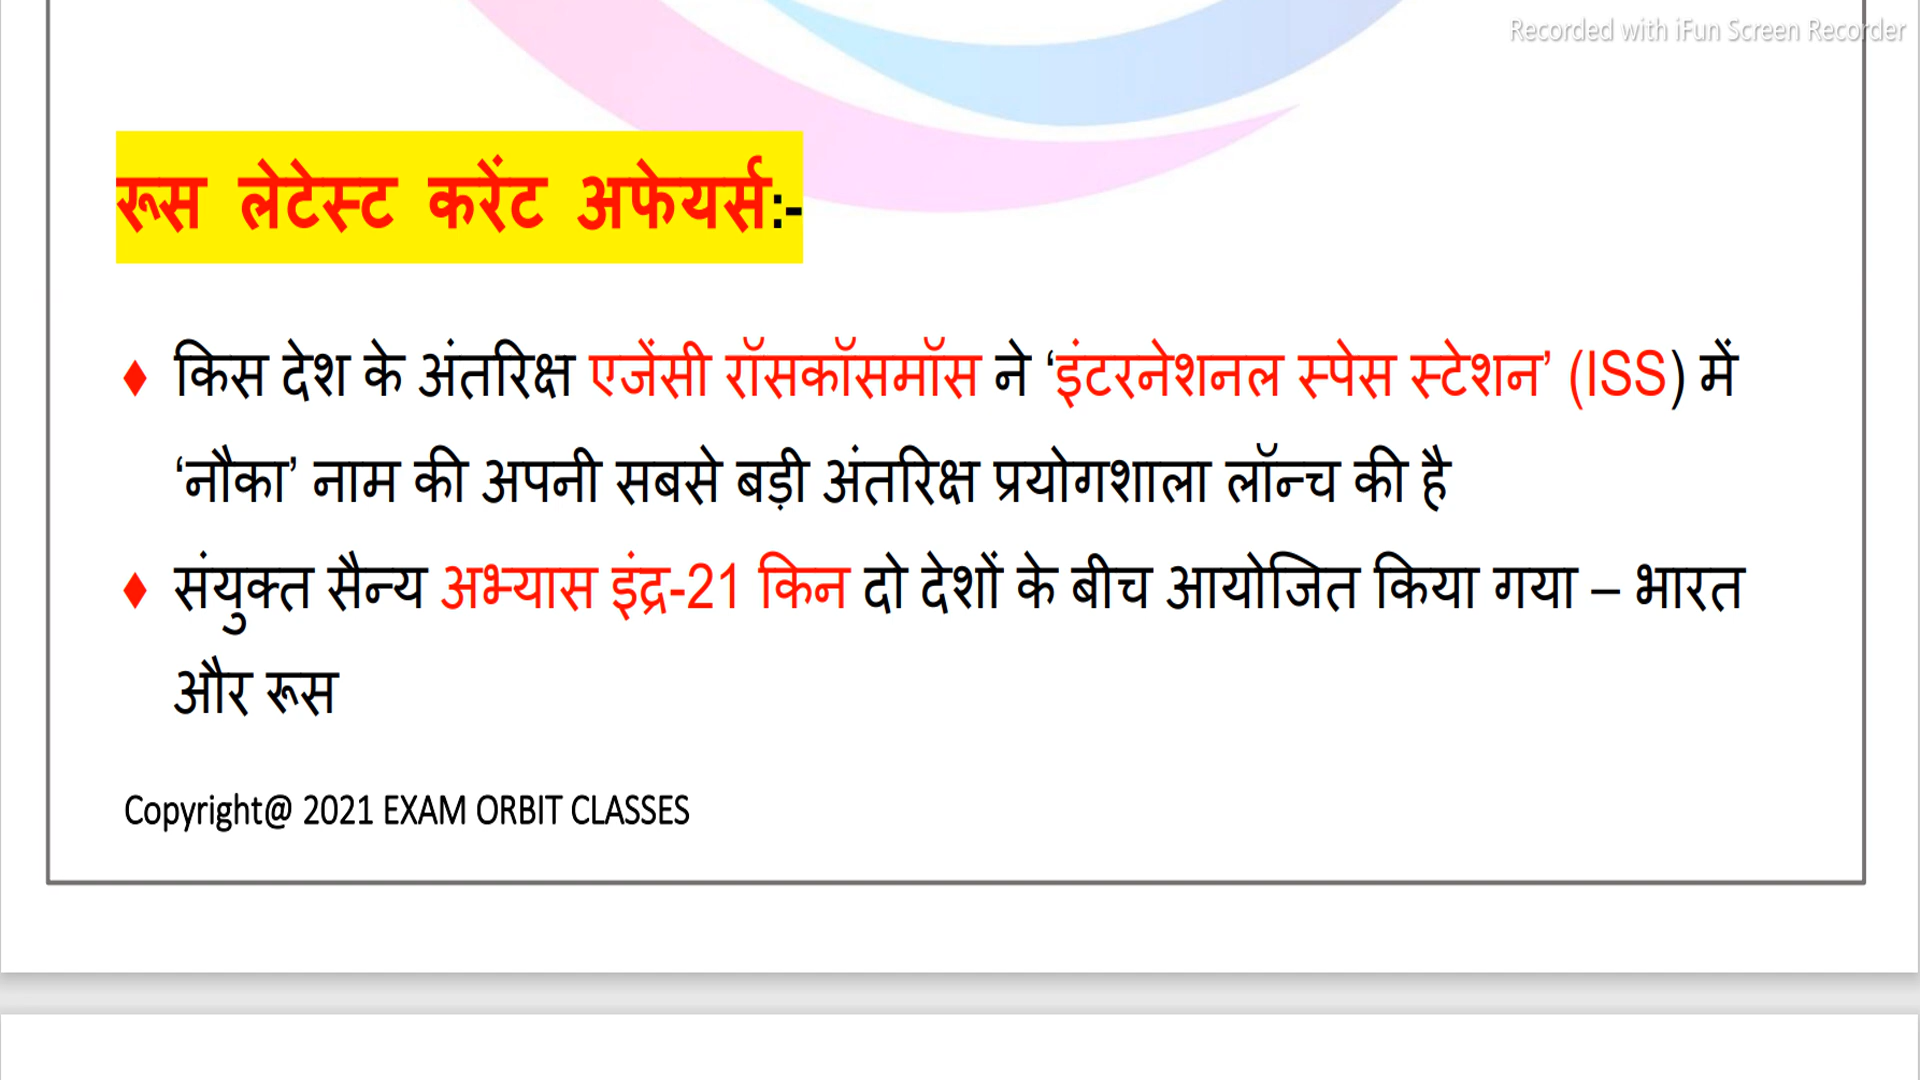 Recorded with iFun Screen Recorder
रूस लेटेस्ट करेंट अफेयर्स:-
♦ किस देश के अंतरिक्ष एजेंसी रॉसकॉसमॉस ने ‘इंटरनेशनल स्पेस स्टेशन’ (ISS) में
‘नौका’ नाम की अपनी सबसे बड़ी अंतरिक्ष प्रयोगशाला लॉन्च की है
♦ संयुक्त सैन्य अभ्यास इंद्र-21 किन दो देशों के बीच आयोजित किया गया – भारत
और रूस
Copyright@ 2021 EXAM ORBIT CLASSES